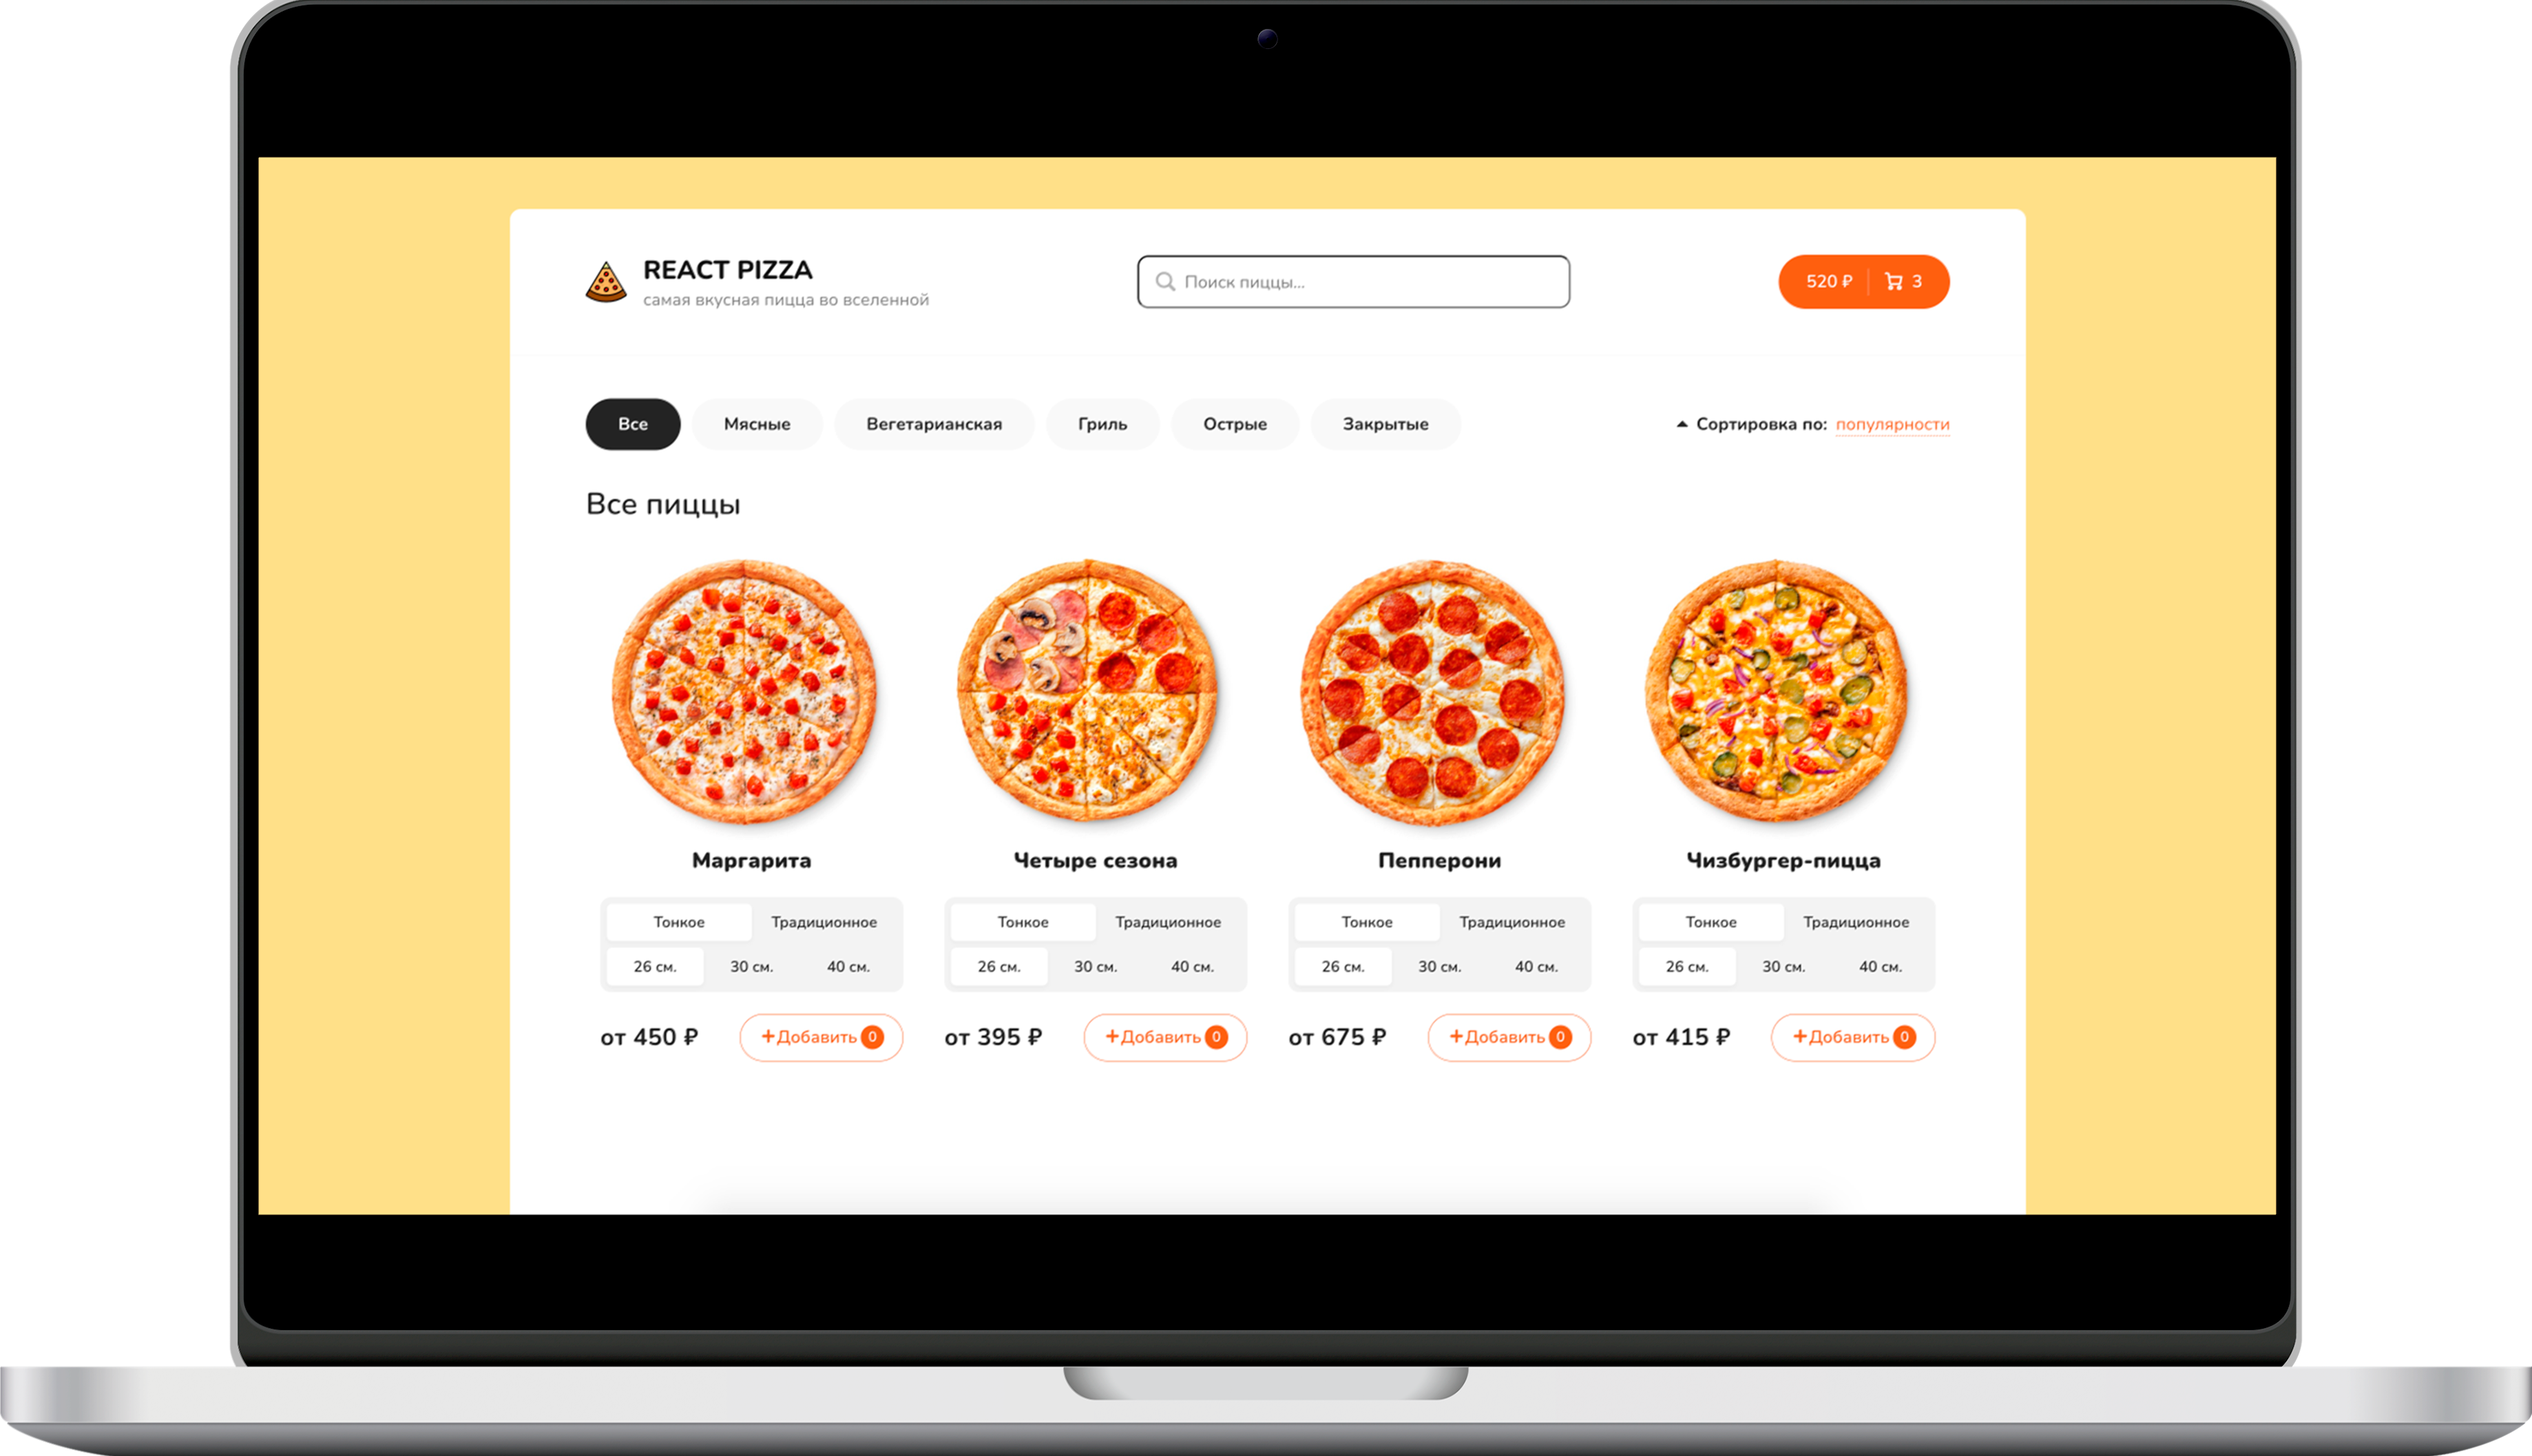 REACT PIZZA
самая вкусная пицца во вселенной
Поиск пиццы...
520 ₽ 3
Все Мясные Вегетарианская Гриль Острые Закрытые Сортировка по: популярности
Все пиццы
Маргарита Четыре сезона Пепперони Чизбургер-пицца
Тонкое Традиционное Тонкое Традиционное Тонкое Традиционное Тонкое Традиционное
26 см. 30 см. 40 см. 26 см. 30 см. 40 см. 26 см. 30 см. 40 см. 26 см. 30 см. 40 см.
от 450 ₽ +Добавить 0 от 395 ₽ +Добавить 0 от 675 ₽ +Добавить 0 от 415 ₽ +Добавить 0